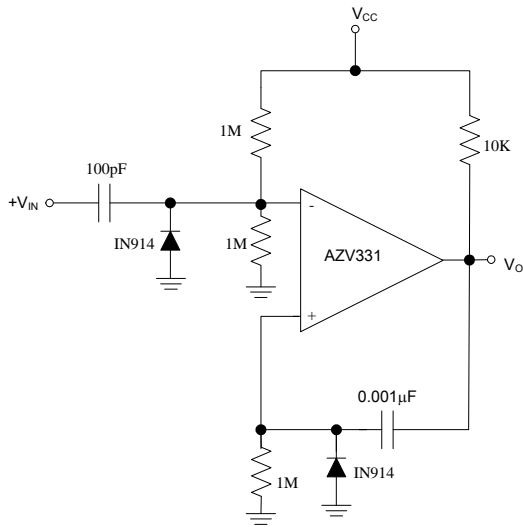 V_CC
1M
10K
100pF
+V_IN
-
IN914
1M
AZV331
V_O
+
0.001μF
1M
IN914